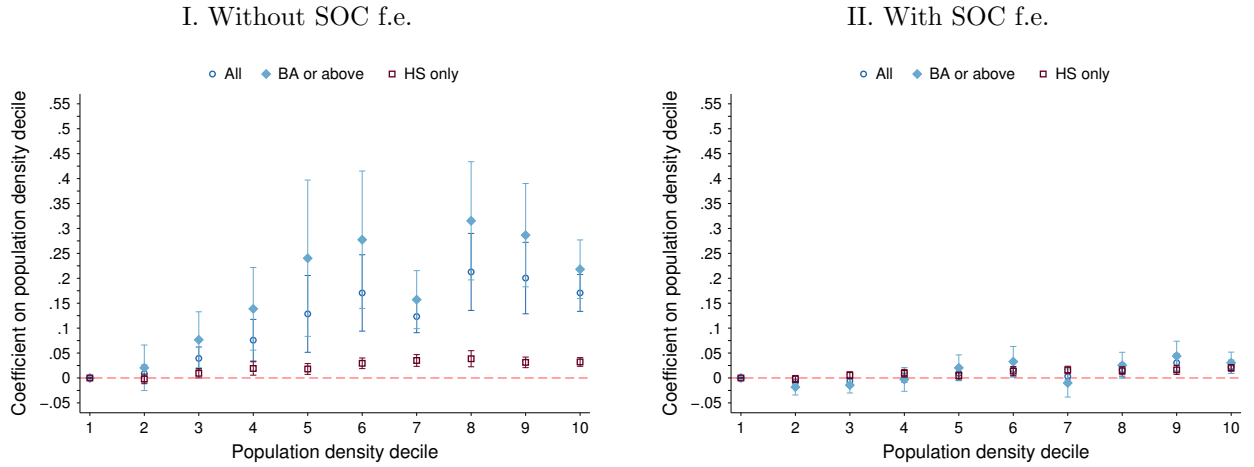 I. Without SOC f.e.
All BA or above HS only
Coefficient on population density decile
.55
.5
.45
.4
.35
.3
.25
.2
.15
.1
.05
0
−.05
1 2 3 4 5 6 7 8 9 10
Population density decile
II. With SOC f.e.
All BA or above HS only
Coefficient on population density decile
.55
.5
.45
.4
.35
.3
.25
.2
.15
.1
.05
0
−.05
1 2 3 4 5 6 7 8 9 10
Population density decile